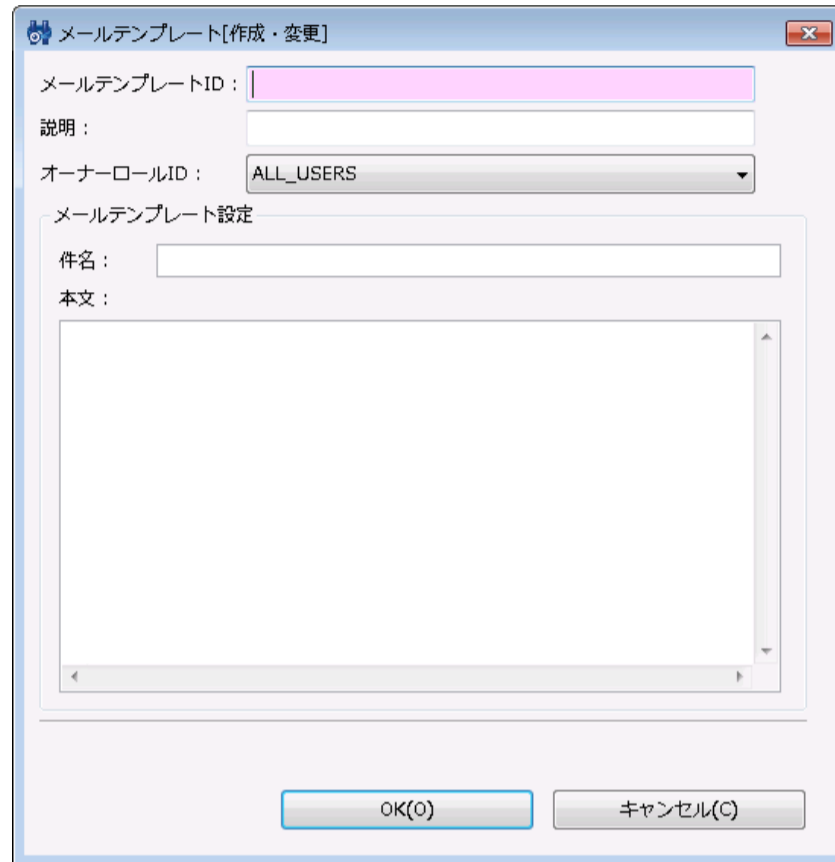 メールテンプレート[作成・変更]
メールテンプレートID：
説明：
オーナーロールID： ALL_USERS
メールテンプレート設定
件名：
本文：
OK(O) キャンセル(C)